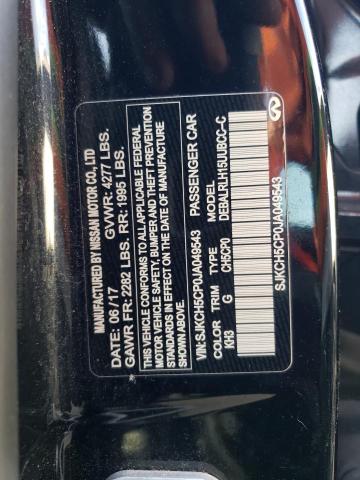 MFD BY NISSAN MOTOR CO., LTD
DATE: 06/17 GVWR: 4277 LBS.
GAWR FR: 2282 LBS. RR: 1995 LBS.
THIS VEHICLE CONFORMS TO ALL APPLICABLE FEDERAL
MOTOR VEHICLE SAFETY, BUMPER AND THEFT PREVENTION
STANDARDS IN EFFECT ON THE DATE OF MANUFACTURE
SHOWN ABOVE.
VIN: SJKCH5CP0JA049543 PASSENGER CAR
COLOR TRIM TYPE MODEL
KH3 G CH5CP0 DEBALRLH15UUBCC-C
SJKCH5CP0JA049543